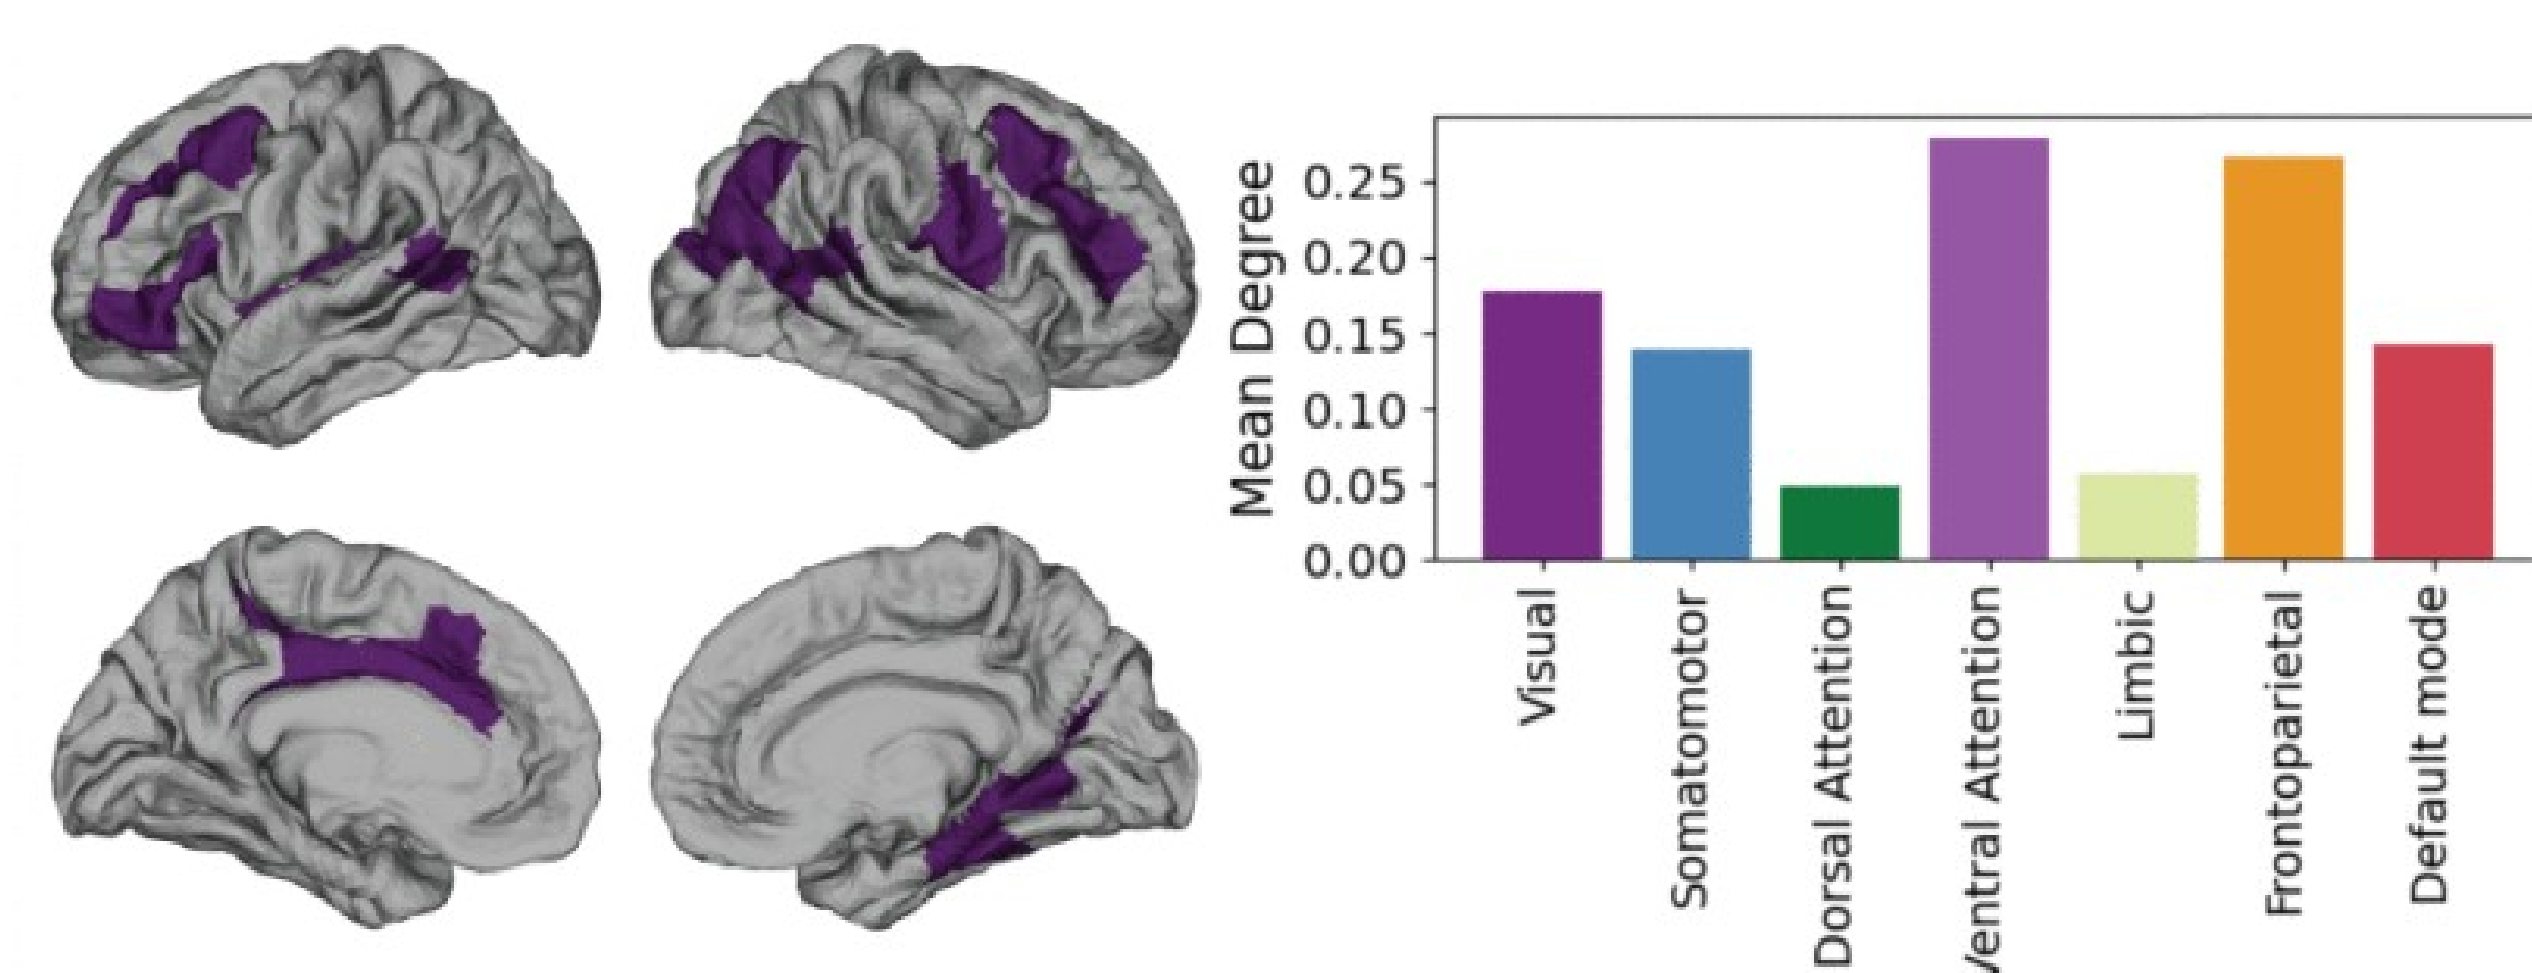 Mean Degree
0.25
0.20
0.15
0.10
0.05
0.00
Visual
Somatomotor
Dorsal Attention
Ventral Attention
Limbic
Frontoparietal
Default mode